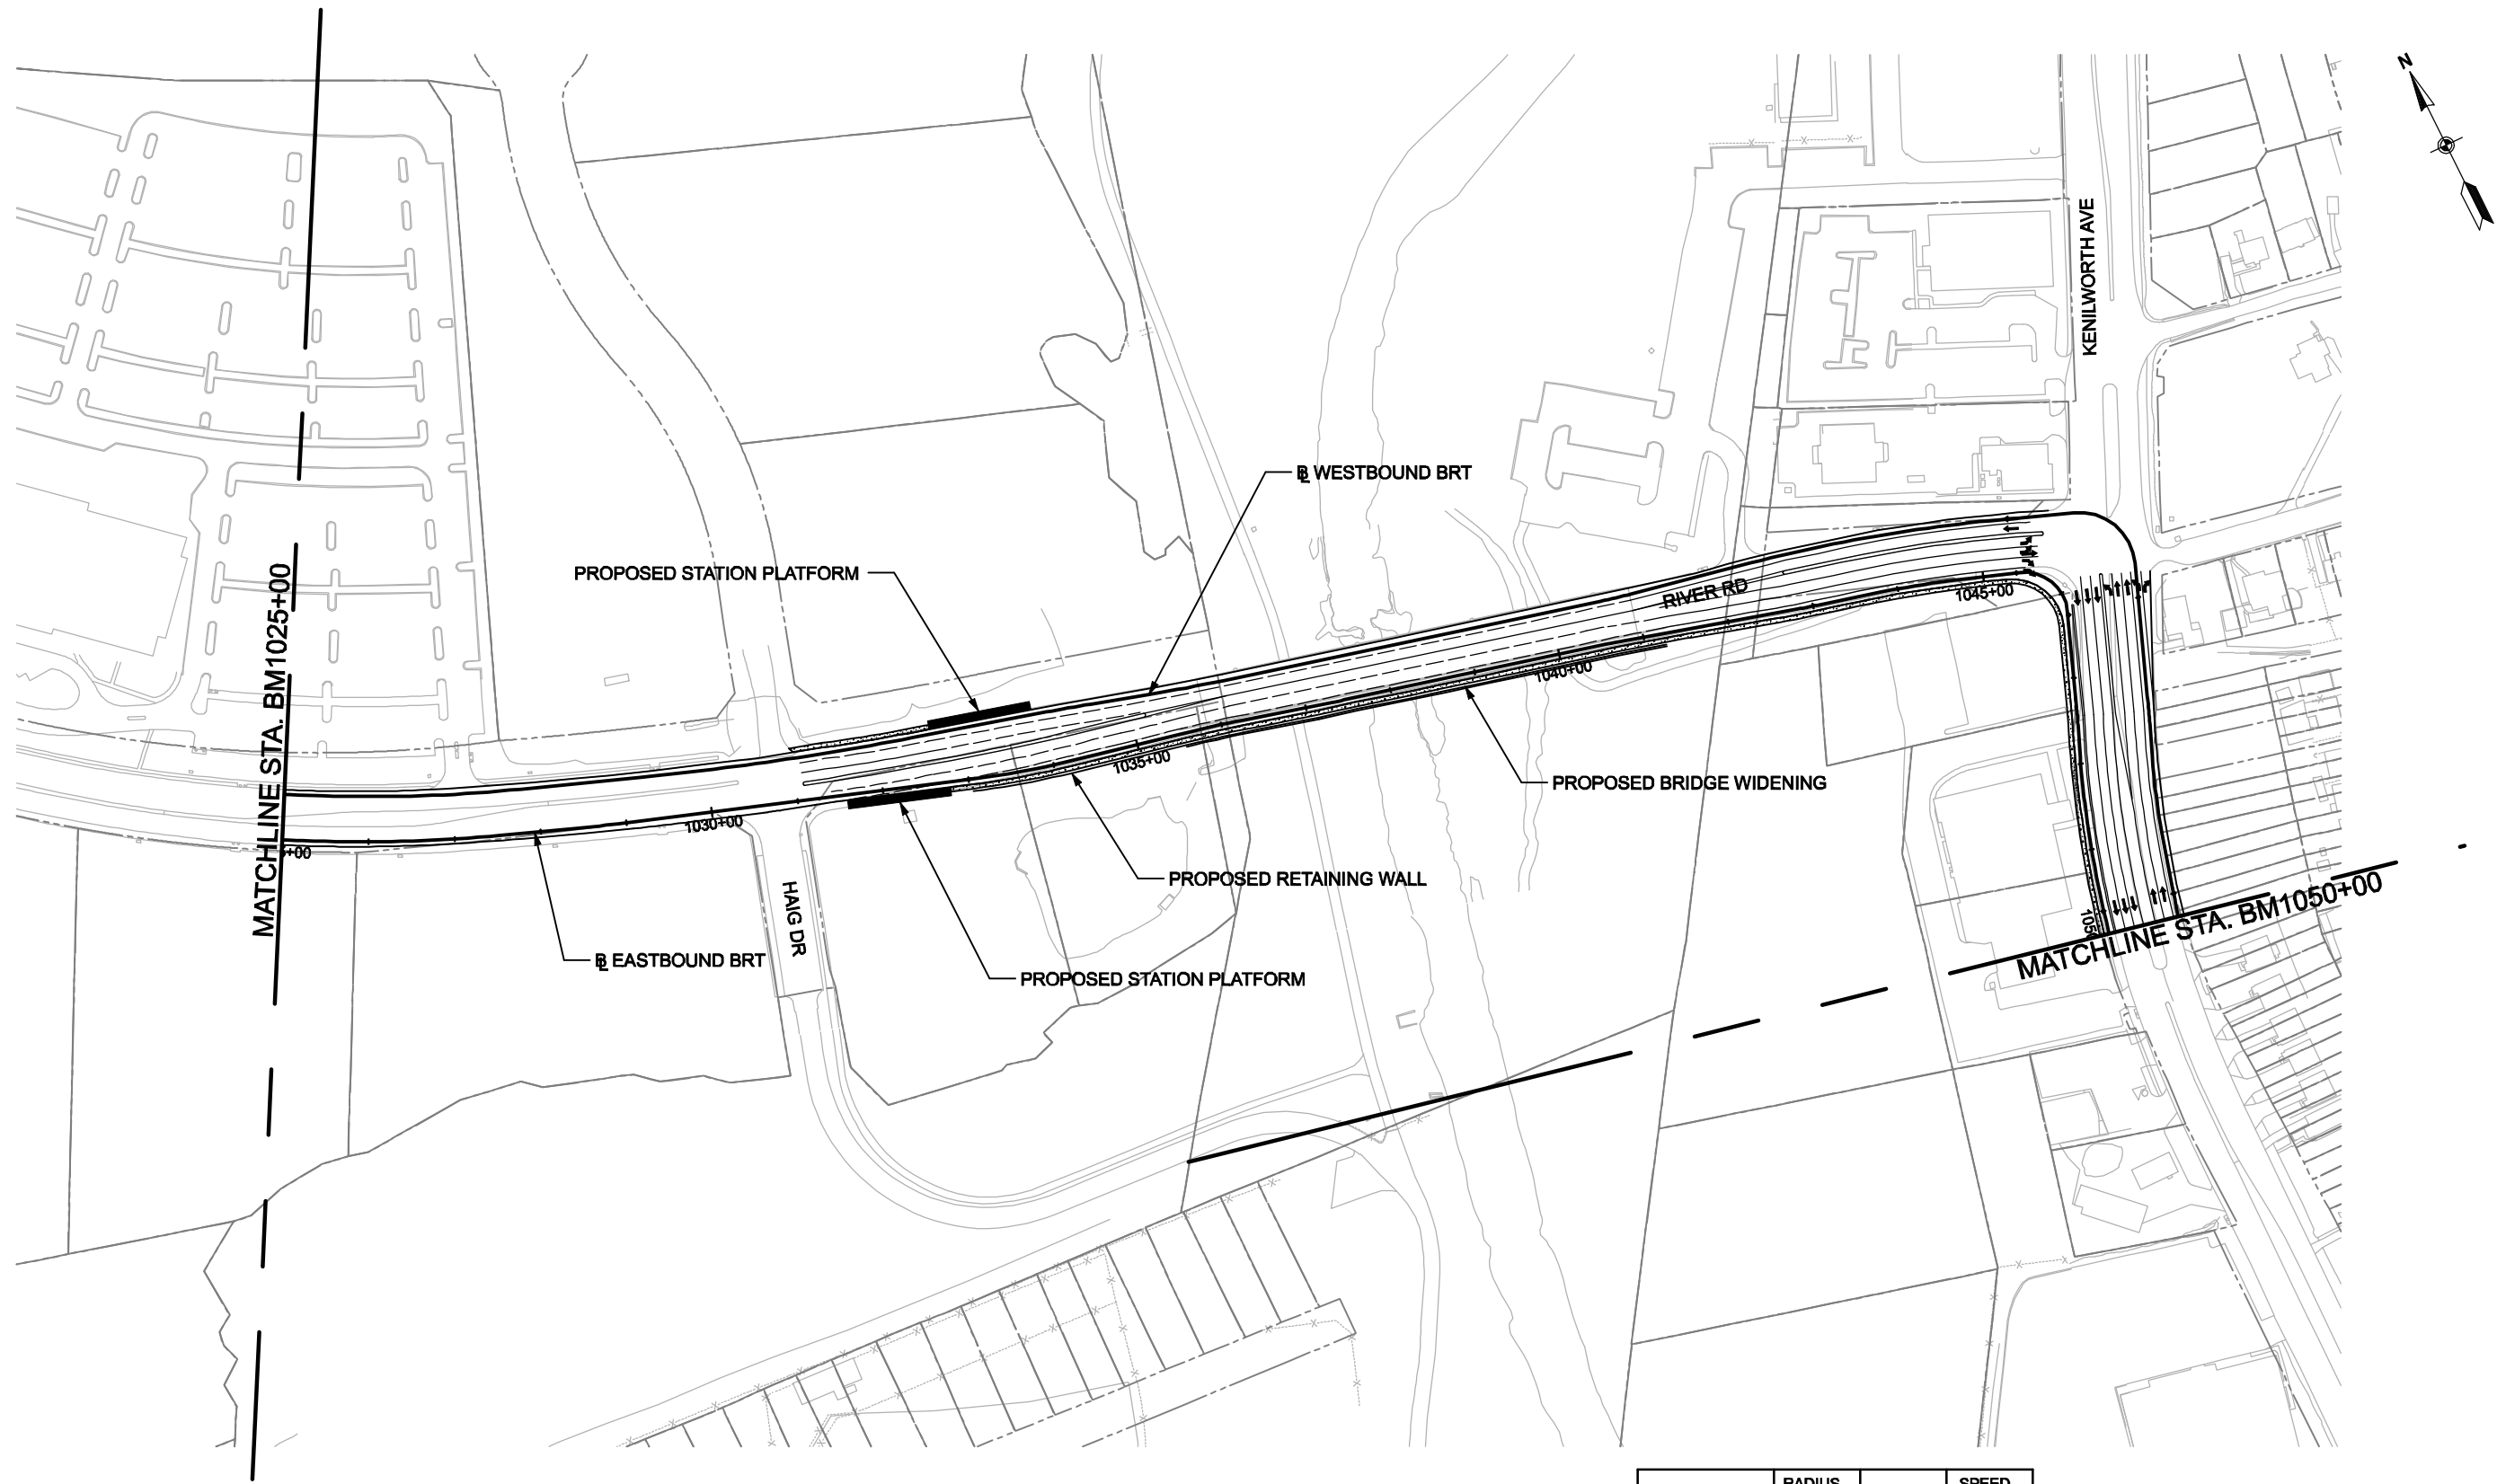 N
KENILWORTH AVE
℄ WESTBOUND BRT
PROPOSED STATION PLATFORM
MATCHLINE STA. BM1025+00
RIVER RD
1045+00
1040+00
1035+00
PROPOSED BRIDGE WIDENING
1030+00
+00
PROPOSED RETAINING WALL
HAIG DR
℄ EASTBOUND BRT
PROPOSED STATION PLATFORM
MATCHLINE STA. BM1050+00
RADIUS
SPEED